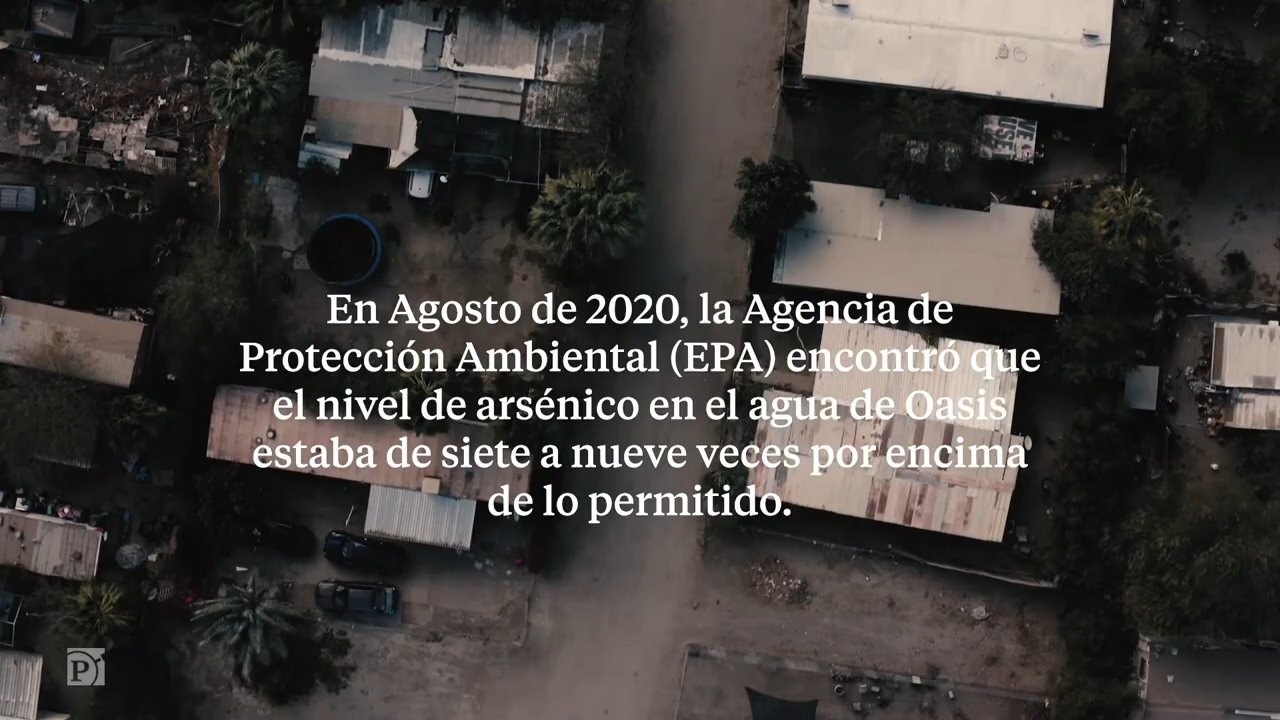 En Agosto de 2020, la Agencia de
Protección Ambiental (EPA) encontró que
el nivel de arsénico en el agua de Oasis
estaba de siete a nueve veces por encima
de lo permitido.
P